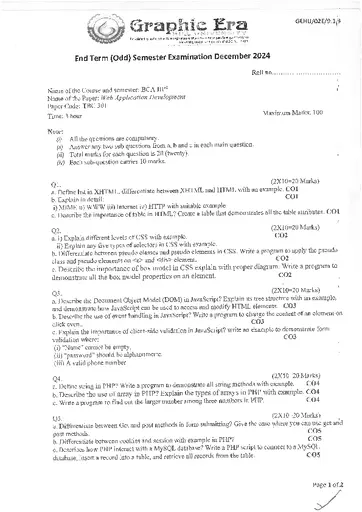 GEHU/02E/9.1/3
Graphic Era
HILL UNIVERSITY
End Term (Odd) Semester Examination December 2024
Roll no.
Name of the Course and semester: BCA III
Name of the Paper: Web Application Development
Paper Code: TBC 301
Time: 3 hour Maximum Marks: 100
Note:
(i) All the questions are compulsory.
(ii) Answer any two sub questions from a, b and c in each main question.
(iii) Total marks for each question is 20 (twenty).
(iv) Each sub-question carries 10 marks.
Q1. (2X10=20 Marks)
a. Define list in XHTML, differentiate between XHTML and HTML with an example. CO1
b. Explain in detail: CO1
i) MIME ii) WWW iii) Internet iv) HTTP with suitable example
c. Describe the importance of table in HTML? Create a table that demonstrates all the table attributes. CO1
Q2. (2X10=20 Marks)
a. i) Explain different levels of CSS with example. CO2
ii) Explain any five types of selectors in CSS with example.
b. Differentiate between pseudo classes and pseudo elements in CSS. Write a program to apply the pseudo
class and pseudo element on <a> and <div> element. CO2
c. Describe the importance of box model in CSS explain with proper diagram. Write a program to
demonstrate all the box model properties on an element. CO2
Q3. (2X10=20 Marks)
a. Describe the Document Object Model (DOM) in JavaScript? Explain its tree structure with an example,
and demonstrate how JavaScript can be used to access and modify HTML elements. CO3
b. Describe the use of event handling in JavaScript? Write a program to change the content of an element on
click event. CO3
c. Explain the importance of client-side validation in JavaScript? write an example to demonstrate form
validation where: CO3
(i) "Name" cannot be empty.
(ii) "password" should be alphanumeric.
(iii) A valid phone number
Q4. (2X10=20 Marks)
a. Define string in PHP? Write a program to demonstrate all string methods with example. CO4
b. Describe the use of array in PHP? Explain the types of arrays in PHP with example. CO4
c. Write a program to find out the larger number among three numbers in PHP. CO4
Q5. (2X10=20 Marks)
a. Differentiate between Get and post methods in form submitting? Give the case where you can use get and
post methods. CO5
b. Differentiate between cookies and session with example in PHP? CO5
c. Describes how PHP interact with a MySQL database? Write a PHP script to connect to a MySQL
database, insert a record into a table, and retrieve all records from the table. CO5
Page 1 of 2